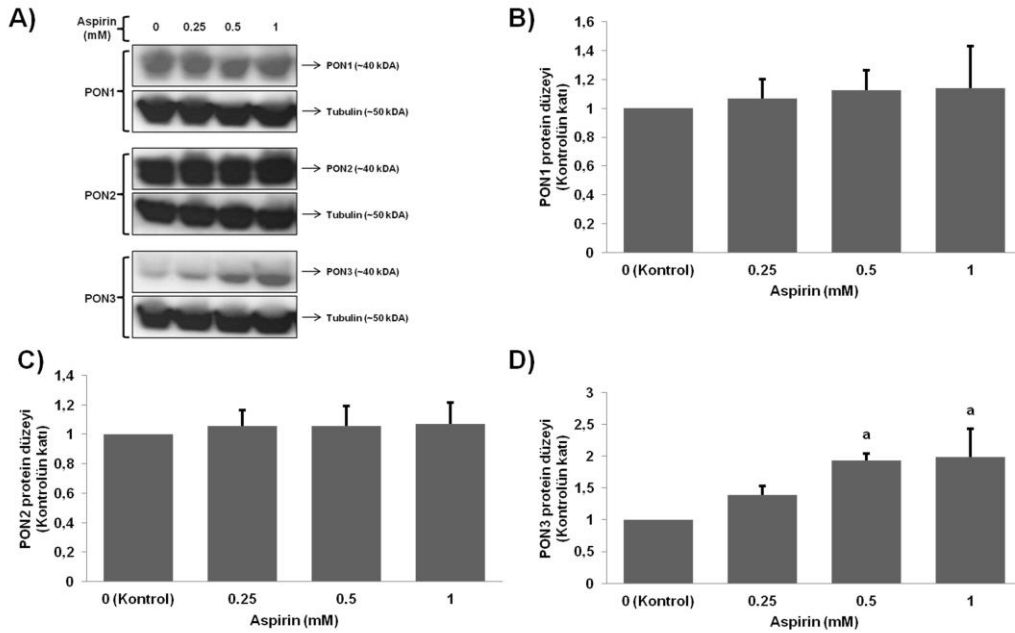 A)
Aspirin
(mM)
0 0.25 0.5 1
PON1
PON1 (~40 kDA)
Tubulin (~50 kDA)
PON2
PON2 (~40 kDA)
Tubulin (~50 kDA)
PON3
PON3 (~40 kDA)
Tubulin (~50 kDA)
B)
PON1 protein düzeyi
(Kontrolün katı)
1,6
1,4
1,2
1
0,8
0,6
0,4
0,2
0
0 (Kontrol) 0.25 0.5 1
Aspirin (mM)
C)
PON2 protein düzeyi
(Kontrolün katı)
1,4
1,2
1
0,8
0,6
0,4
0,2
0
0 (Kontrol) 0.25 0.5 1
Aspirin (mM)
D)
PON3 protein düzeyi
(Kontrolün katı)
3
2,5
2
1,5
1
0,5
0
a
a
0 (Kontrol) 0.25 0.5 1
Aspirin (mM)